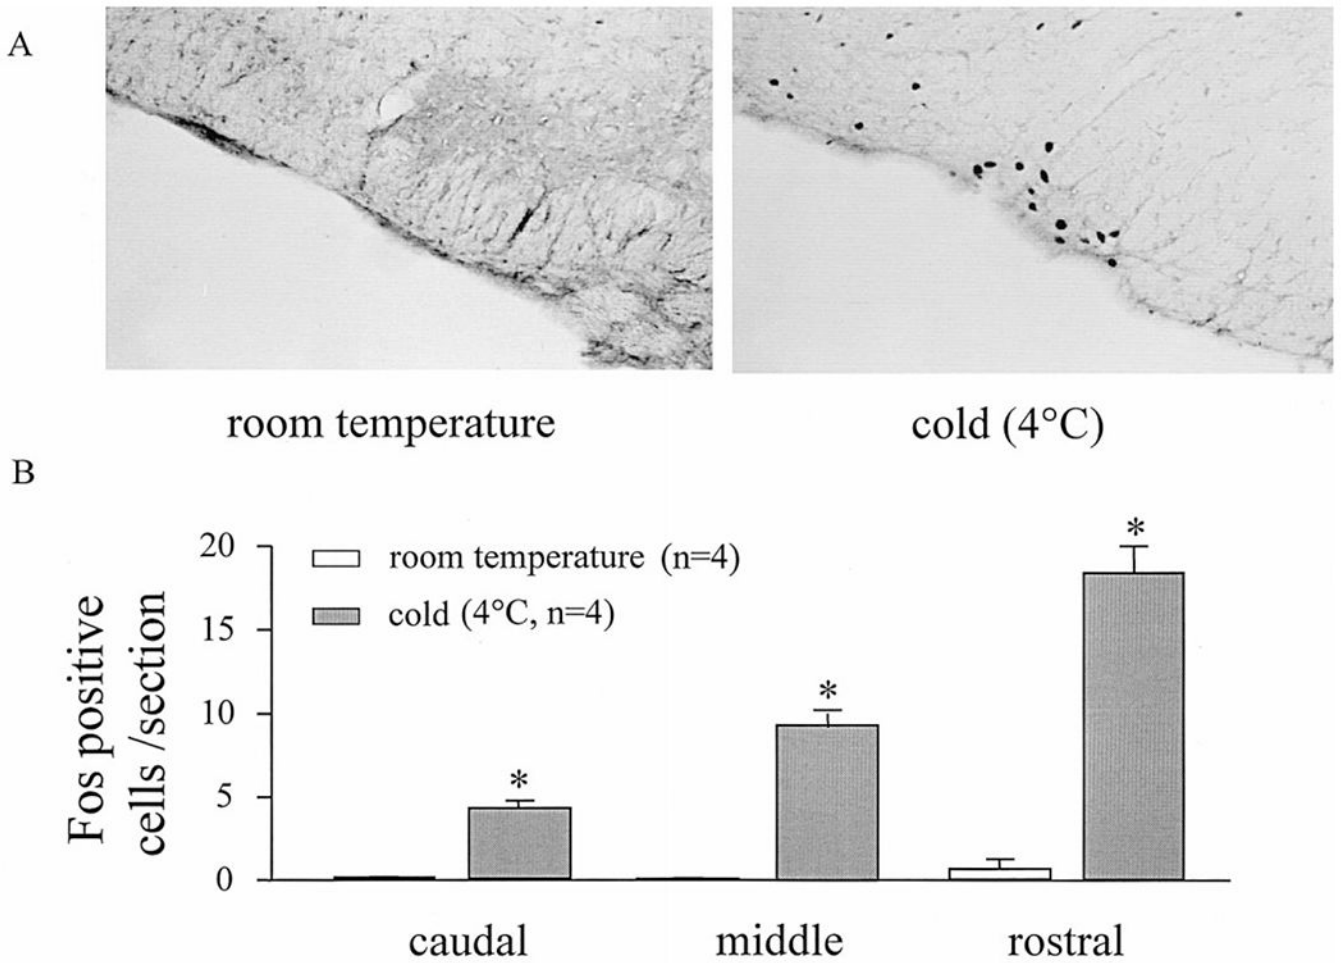 A
room temperature
cold (4°C)
B
Fos positive
cells /section
20
15
10
5
0
room temperature (n=4)
cold (4°C, n=4)
*
*
*
caudal
middle
rostral